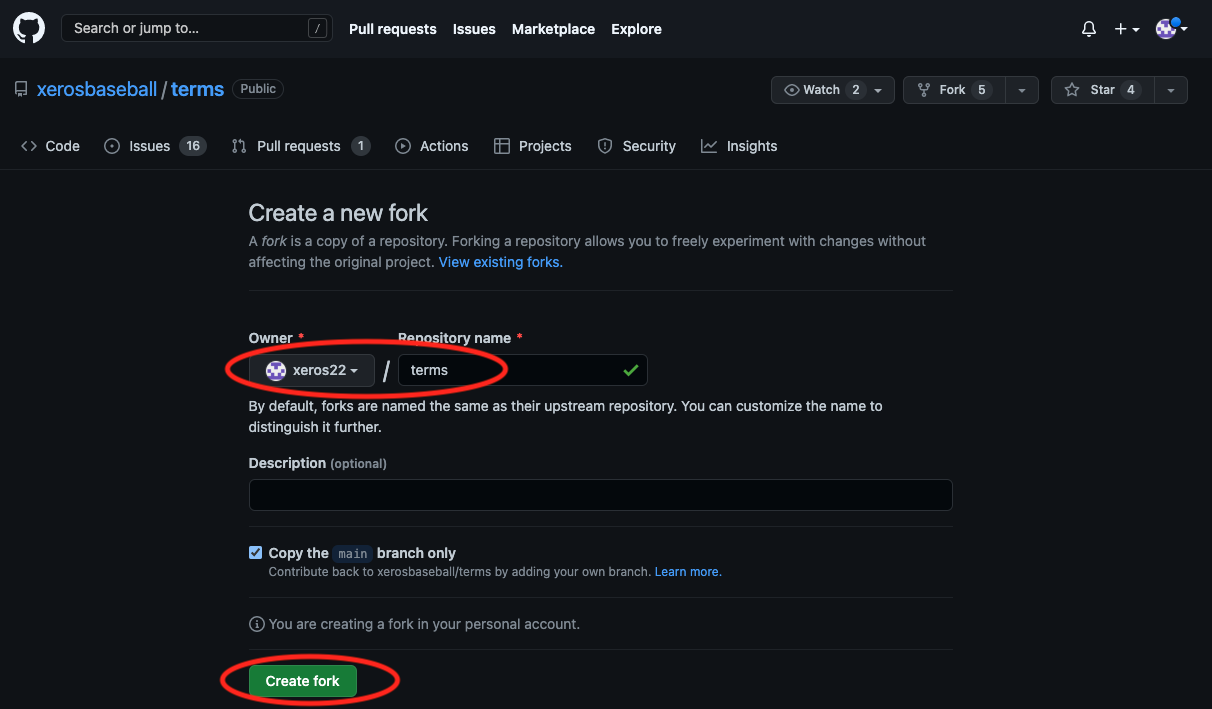 Search or jump to... /
Pull requests Issues Marketplace Explore
xerosbaseball / terms Public
Watch 2 Fork 5 Star 4
Code Issues 16 Pull requests 1 Actions Projects Security Insights
Create a new fork
A fork is a copy of a repository. Forking a repository allows you to freely experiment with changes without
affecting the original project. View existing forks.
Owner * Repository name *
xeros22 / terms
By default, forks are named the same as their upstream repository. You can customize the name to
distinguish it further.
Description (optional)
Copy the main branch only
Contribute back to xerosbaseball/terms by adding your own branch. Learn more.
You are creating a fork in your personal account.
Create fork